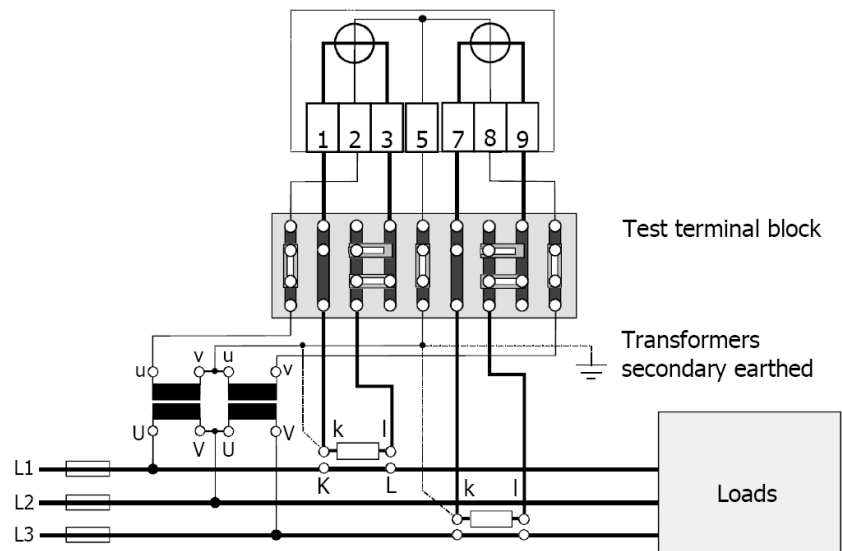 1 2 3 5 7 8 9
Test terminal block
Transformers
secondary earthed
u v u v
U V U V
k l
L1
K L
Loads
k l
L2
L3